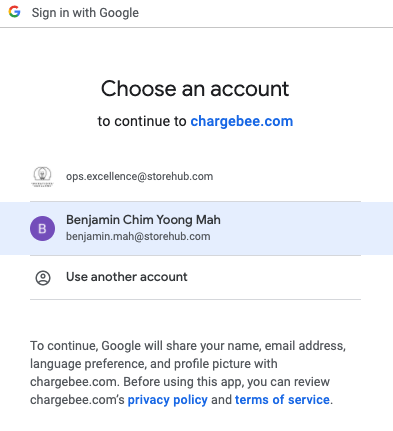 Sign in with Google
Choose an account
to continue to chargebee.com
ops.excellence@storehub.com
B
Benjamin Chim Yoong Mah
benjamin.mah@storehub.com
Use another account
To continue, Google will share your name, email address,
language preference, and profile picture with
chargebee.com. Before using this app, you can review
chargebee.com's privacy policy and terms of service.